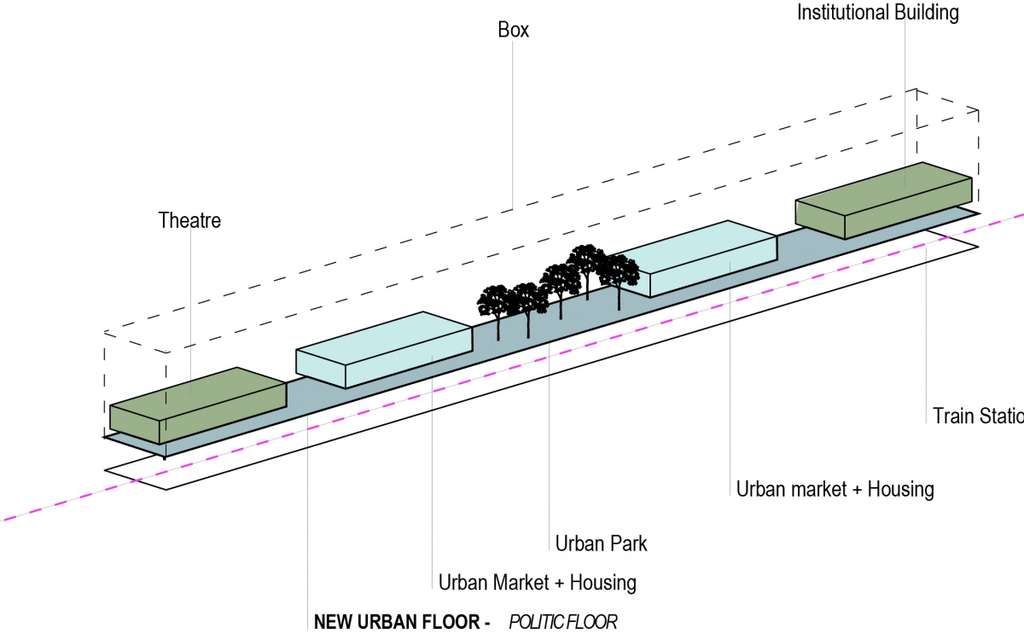 Institutional Building
Box
Theatre
Train Statio
Urban market + Housing
Urban Park
Urban Market + Housing
NEW URBAN FLOOR - POLITIC FLOOR